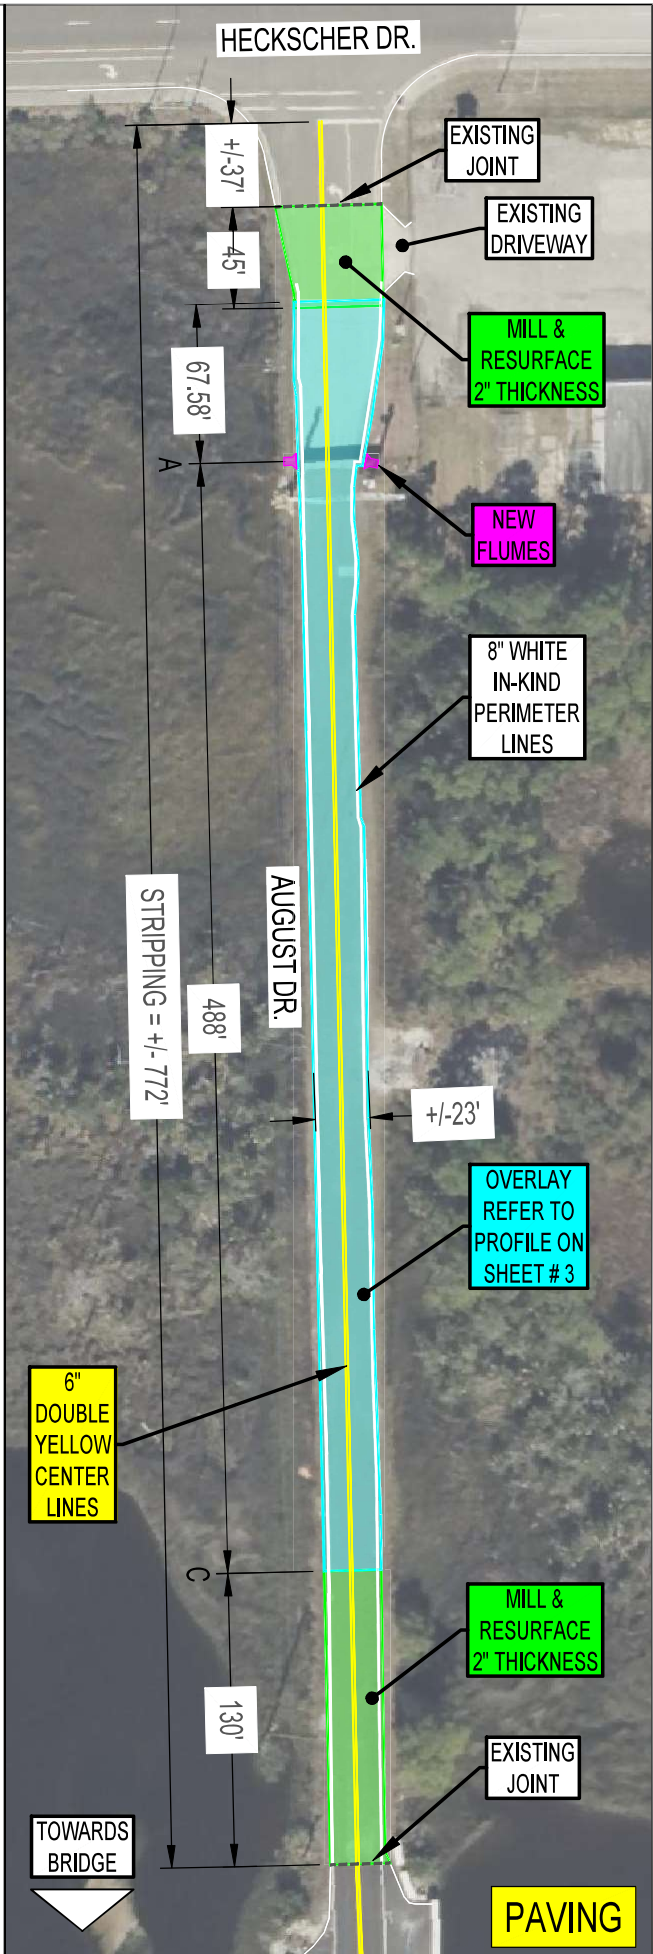 HECKSCHER DR.
+/-37'
EXISTING
JOINT
EXISTING
DRIVEWAY
45'
MILL &
RESURFACE
2" THICKNESS
67.58'
A
NEW
FLUMES
8" WHITE
IN-KIND
PERIMETER
LINES
AUGUST DR.
STRIPPING = +/- 772'
488'
+/-23'
OVERLAY
REFER TO
PROFILE ON
SHEET # 3
6"
DOUBLE
YELLOW
CENTER
LINES
C
MILL &
RESURFACE
2" THICKNESS
130'
EXISTING
JOINT
TOWARDS
BRIDGE
PAVING